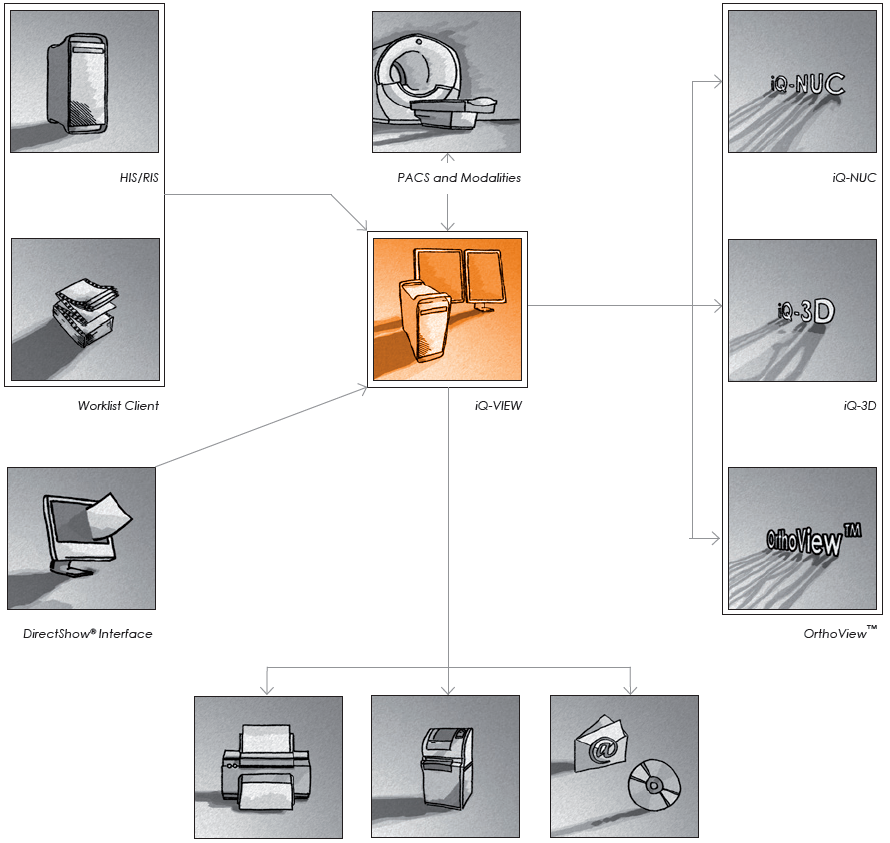 iQ-NUC
HIS/RIS
PACS and Modalities
iQ-NUC
iQ-3D
Worklist Client
iQ-VIEW
iQ-3D
OrthoView™
DirectShow® Interface
OrthoView™
@